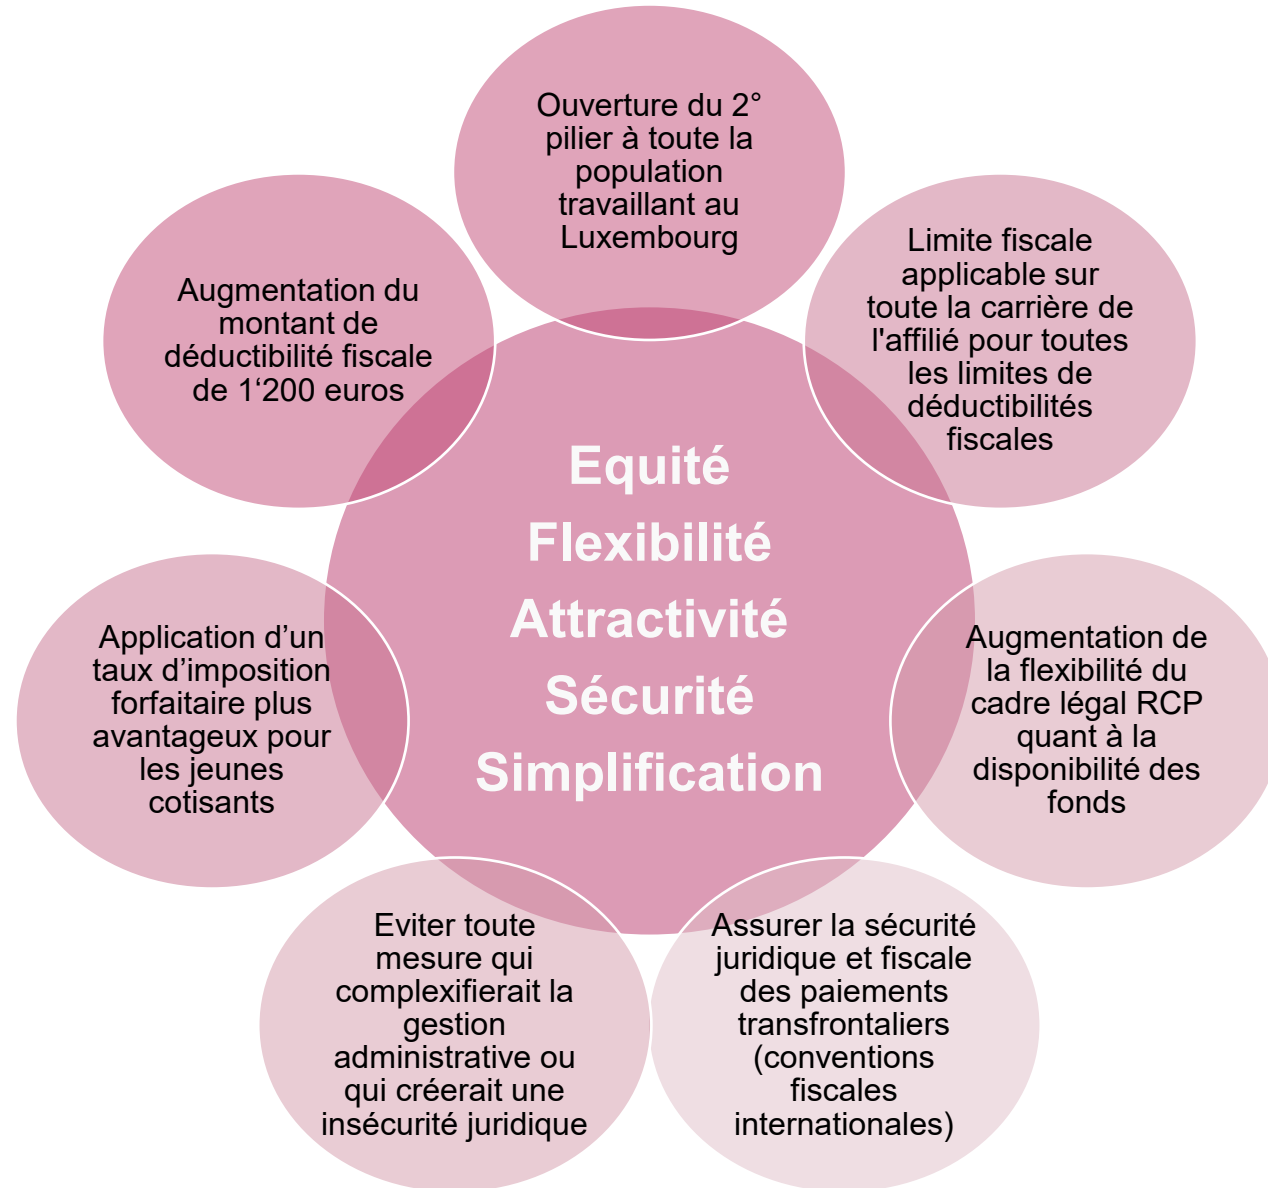 Ouverture du 2°
pilier à toute la
population
travaillant au
Luxembourg
Limite fiscale
applicable sur
toute la carrière de
l'affilié pour toutes
les limites de
déductibilités
fiscales
Augmentation de
la flexibilité du
cadre légal RCP
quant à la
disponibilité des
fonds
Assurer la sécurité
juridique et fiscale
des paiements
transfrontaliers
(conventions
fiscales
internationales)
Eviter toute
mesure qui
complexifierait la
gestion
administrative ou
qui créerait une
insécurité juridique
Application d’un
taux d’imposition
forfaitaire plus
avantageux pour
les jeunes
cotisants
Augmentation du
montant de
déductibilité fiscale
de 1‘200 euros
Equité
Flexibilité
Attractivité
Sécurité
Simplification